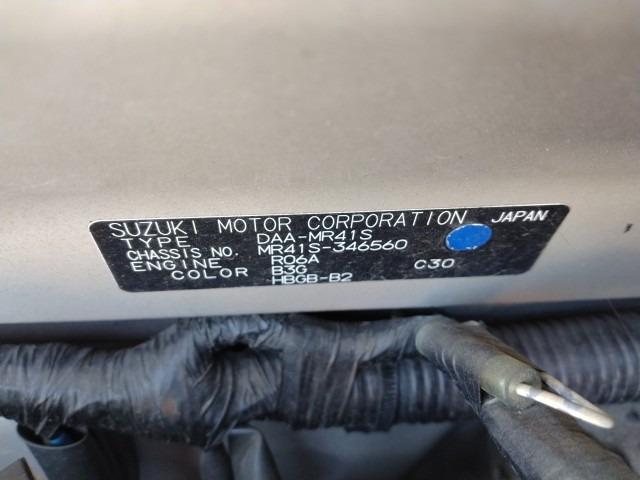 SUZUKI MOTOR CORPORATION JAPAN
TYPE DAA-MR41S
CHASSIS NO. MR41S-346560
ENGINE R06A C30
COLOR B3G
HBGB-B2